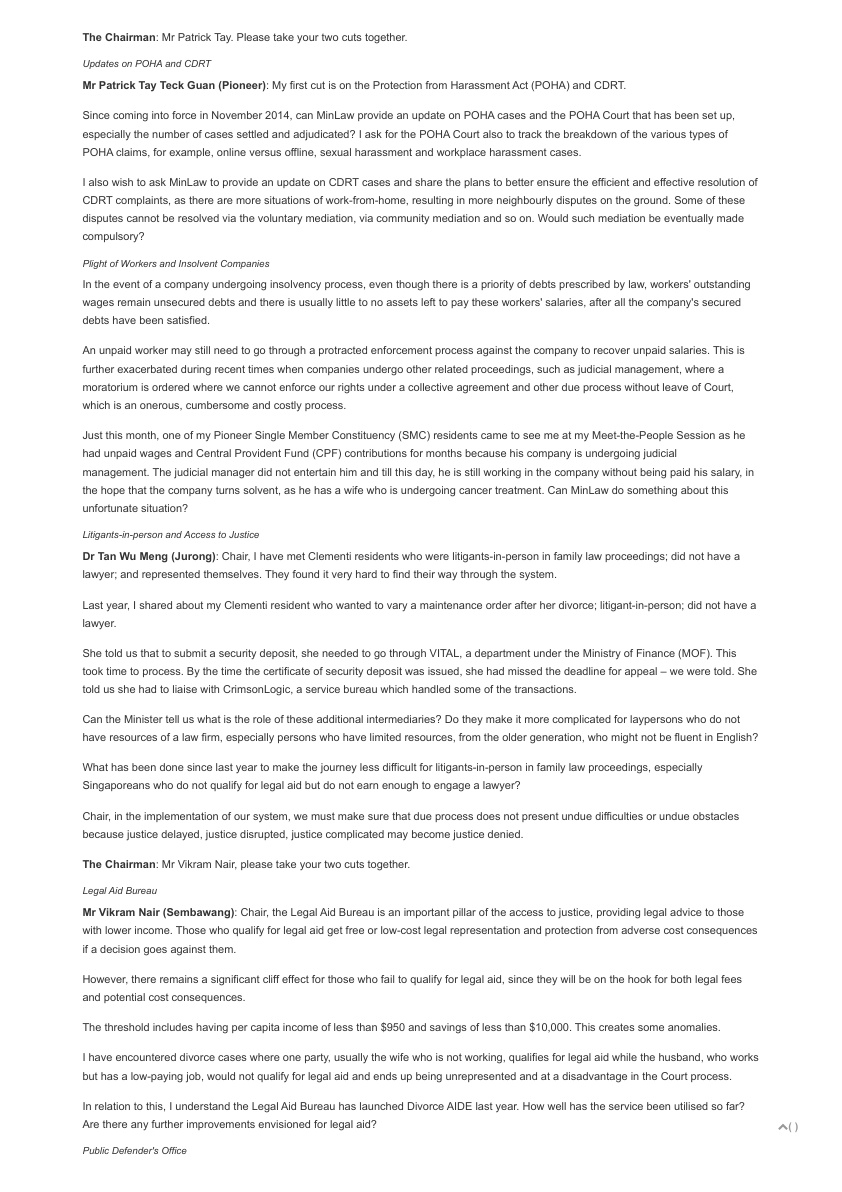 The Chairman: Mr Patrick Tay. Please take your two cuts together.
Updates on POHA and CDRT
Mr Patrick Tay Teck Guan (Pioneer): My first cut is on the Protection from Harassment Act (POHA) and CDRT.
Since coming into force in November 2014, can MinLaw provide an update on POHA cases and the POHA Court that has been set up,
especially the number of cases settled and adjudicated? I ask for the POHA Court also to track the breakdown of the various types of
POHA claims, for example, online versus offline, sexual harassment and workplace harassment cases.
I also wish to ask MinLaw to provide an update on CDRT cases and share the plans to better ensure the efficient and effective resolution of
CDRT complaints, as there are more situations of work-from-home, resulting in more neighbourly disputes on the ground. Some of these
disputes cannot be resolved via the voluntary mediation, via community mediation and so on. Would such mediation be eventually made
compulsory?
Plight of Workers and Insolvent Companies
In the event of a company undergoing insolvency process, even though there is a priority of debts prescribed by law, workers' outstanding
wages remain unsecured debts and there is usually little to no assets left to pay these workers' salaries, after all the company's secured
debts have been satisfied.
An unpaid worker may still need to go through a protracted enforcement process against the company to recover unpaid salaries. This is
further exacerbated during recent times when companies undergo other related proceedings, such as judicial management, where a
moratorium is ordered where we cannot enforce our rights under a collective agreement and other due process without leave of Court,
which is an onerous, cumbersome and costly process.
Just this month, one of my Pioneer Single Member Constituency (SMC) residents came to see me at my Meet-the-People Session as he
had unpaid wages and Central Provident Fund (CPF) contributions for months because his company is undergoing judicial
management. The judicial manager did not entertain him and till this day, he is still working in the company without being paid his salary, in
the hope that the company turns solvent, as he has a wife who is undergoing cancer treatment. Can MinLaw do something about this
unfortunate situation?
Litigants-in-person and Access to Justice
Dr Tan Wu Meng (Jurong): Chair, I have met Clementi residents who were litigants-in-person in family law proceedings; did not have a
lawyer; and represented themselves. They found it very hard to find their way through the system.
Last year, I shared about my Clementi resident who wanted to vary a maintenance order after her divorce; litigant-in-person; did not have a
lawyer.
She told us that to submit a security deposit, she needed to go through VITAL, a department under the Ministry of Finance (MOF). This
took time to process. By the time the certificate of security deposit was issued, she had missed the deadline for appeal – we were told. She
told us she had to liaise with CrimsonLogic, a service bureau which handled some of the transactions.
Can the Minister tell us what is the role of these additional intermediaries? Do they make it more complicated for laypersons who do not
have resources of a law firm, especially persons who have limited resources, from the older generation, who might not be fluent in English?
What has been done since last year to make the journey less difficult for litigants-in-person in family law proceedings, especially
Singaporeans who do not qualify for legal aid but do not earn enough to engage a lawyer?
Chair, in the implementation of our system, we must make sure that due process does not present undue difficulties or undue obstacles
because justice delayed, justice disrupted, justice complicated may become justice denied.
The Chairman: Mr Vikram Nair, please take your two cuts together.
Legal Aid Bureau
Mr Vikram Nair (Sembawang): Chair, the Legal Aid Bureau is an important pillar of the access to justice, providing legal advice to those
with lower income. Those who qualify for legal aid get free or low-cost legal representation and protection from adverse cost consequences
if a decision goes against them.
However, there remains a significant cliff effect for those who fail to qualify for legal aid, since they will be on the hook for both legal fees
and potential cost consequences.
The threshold includes having per capita income of less than $950 and savings of less than $10,000. This creates some anomalies.
I have encountered divorce cases where one party, usually the wife who is not working, qualifies for legal aid while the husband, who works
but has a low-paying job, would not qualify for legal aid and ends up being unrepresented and at a disadvantage in the Court process.
In relation to this, I understand the Legal Aid Bureau has launched Divorce AIDE last year. How well has the service been utilised so far?
Are there any further improvements envisioned for legal aid?
( )
Public Defender's Office